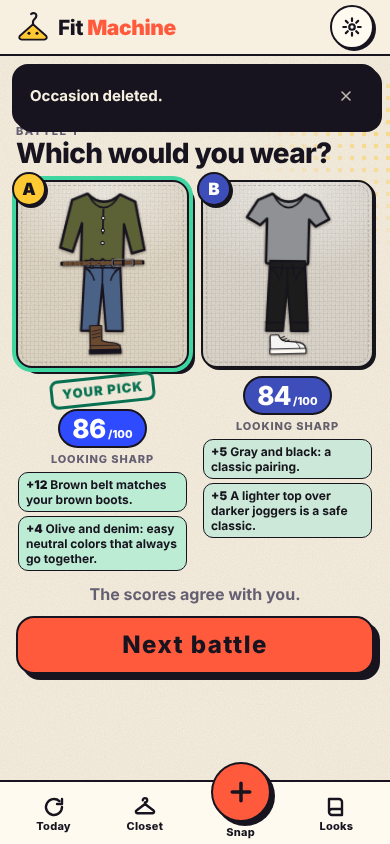 Fit Machine
Occasion deleted.
Which would you wear?
A
B
YOUR PICK
86/100
LOOKING SHARP
+12 Brown belt matches
your brown boots.
+4 Olive and denim: easy
neutral colors that always
go together.
84/100
LOOKING SHARP
+5 Gray and black: a
classic pairing.
+5 A lighter top over
darker joggers is a safe
classic.
The scores agree with you.
Next battle
Today
Closet
Snap
Looks